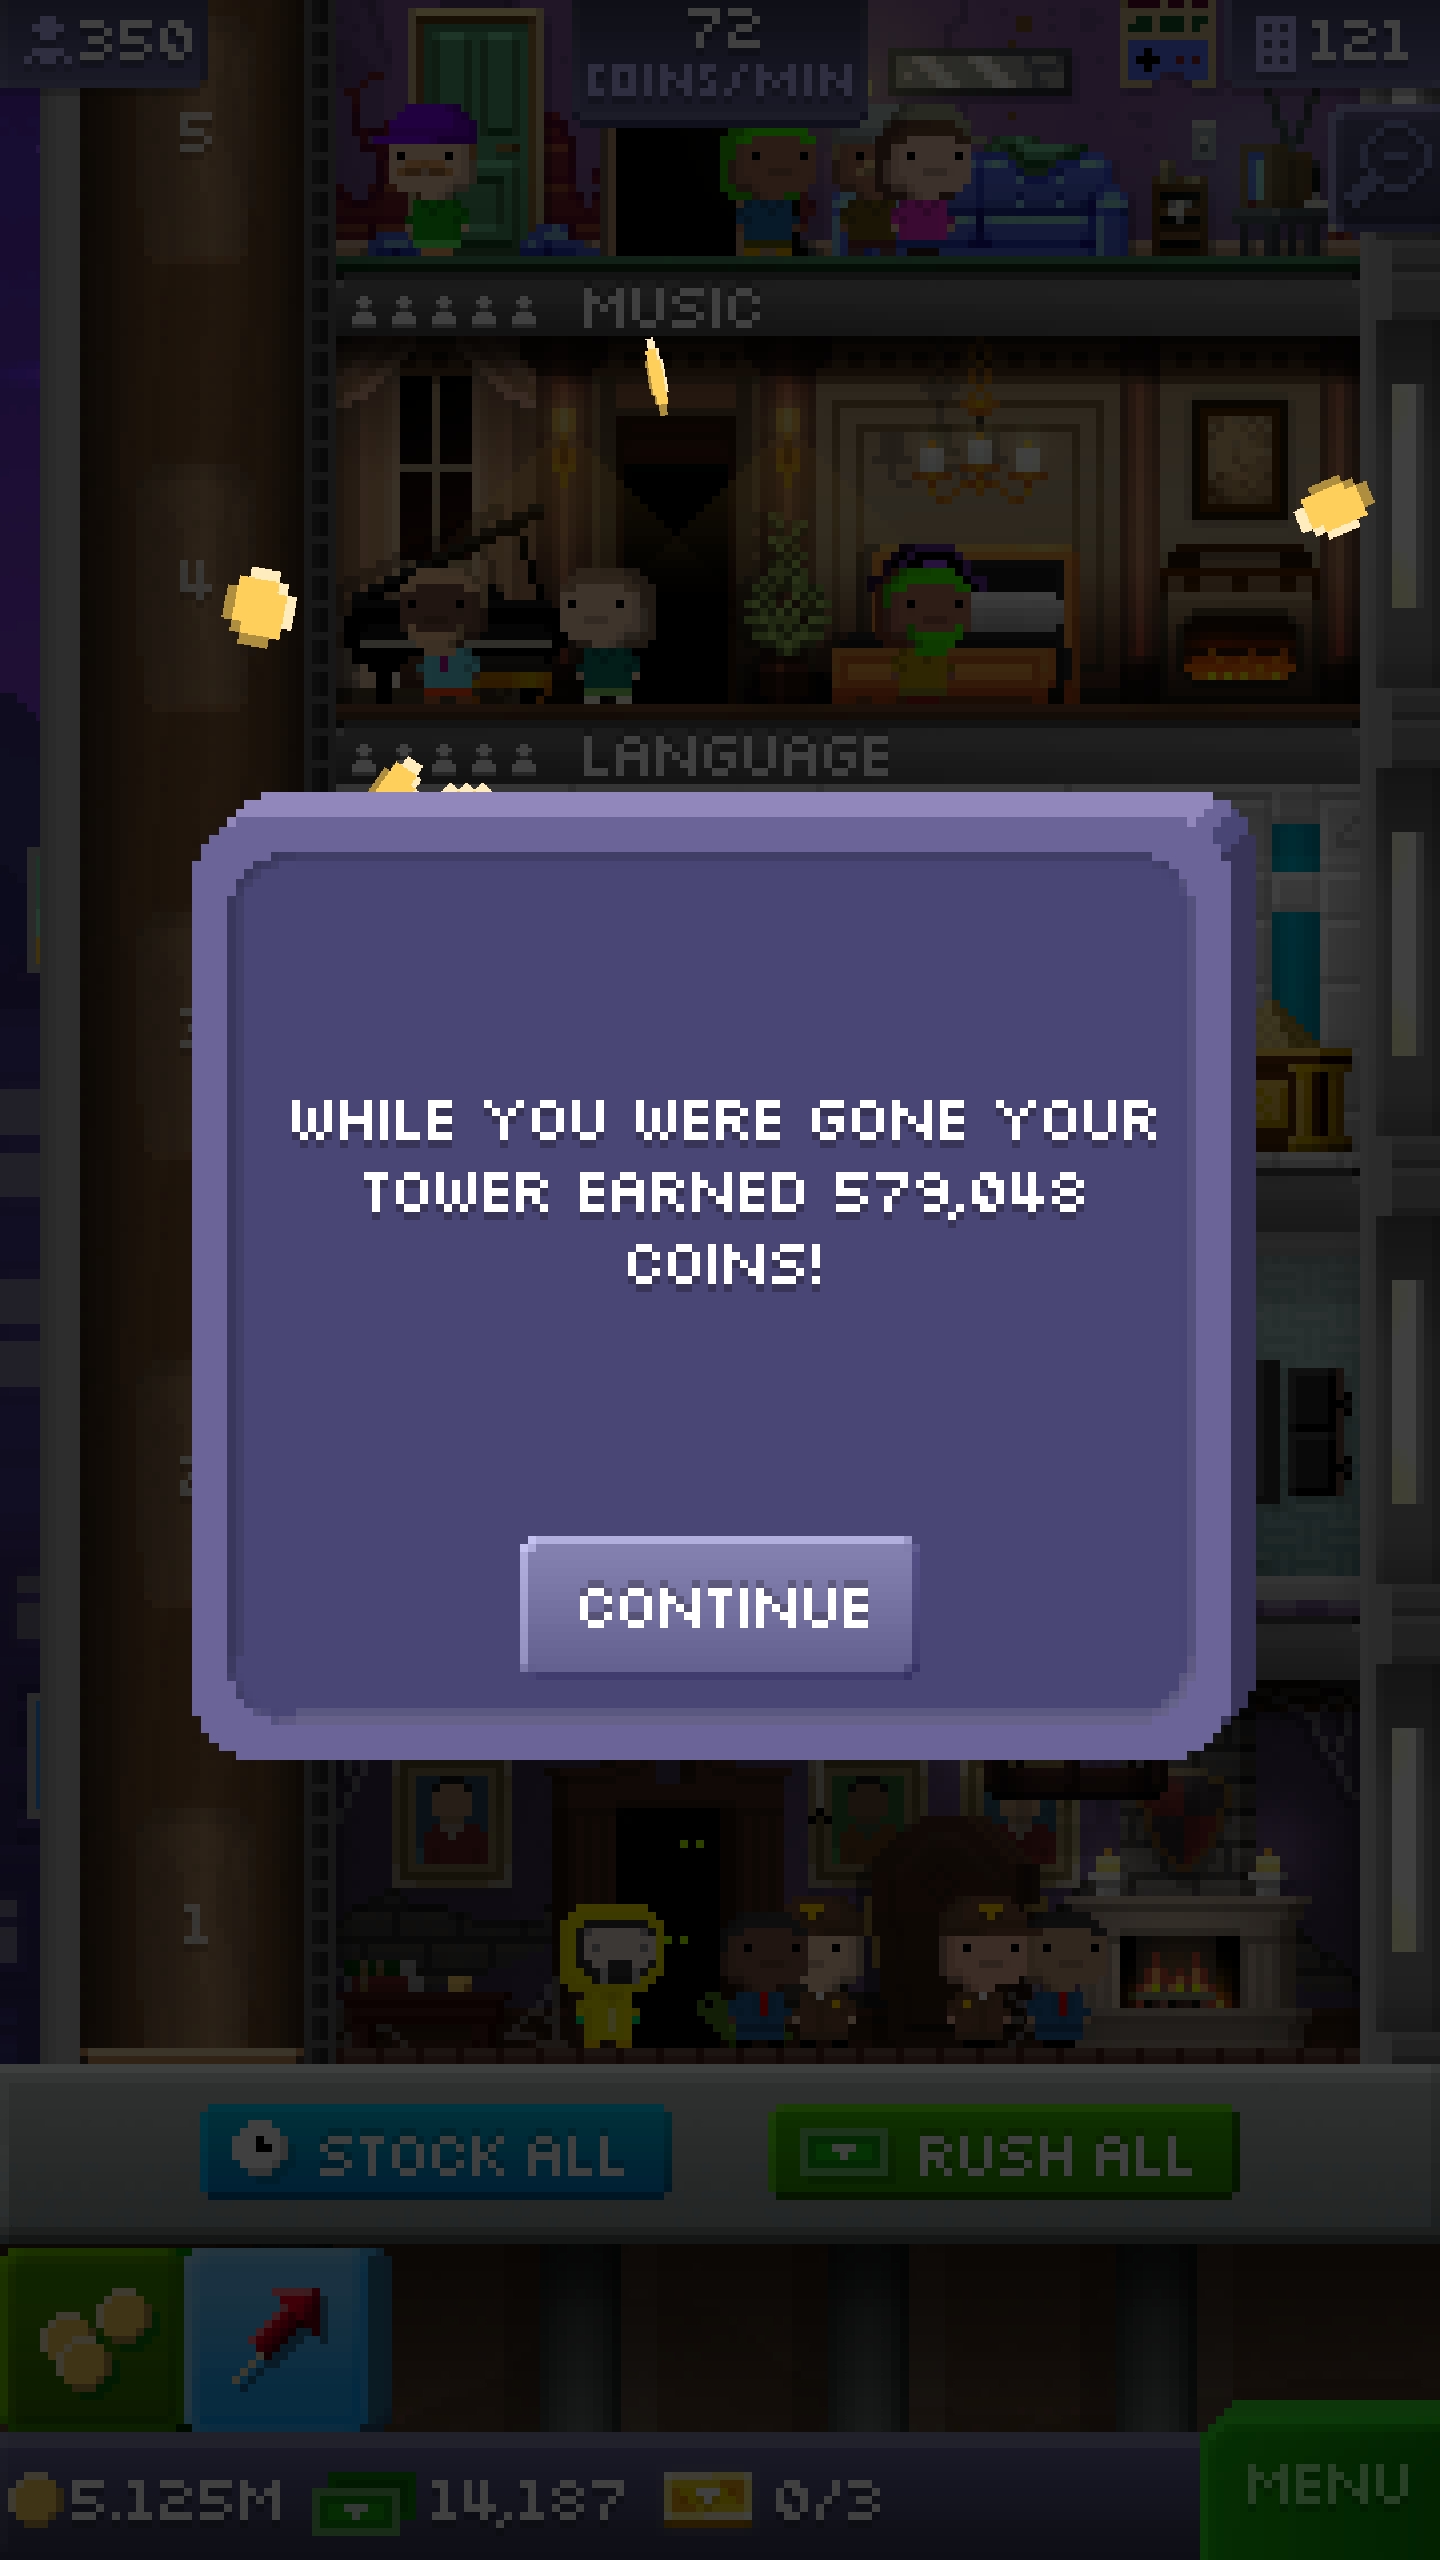 350
72
COINS/MIN
121
5
MUSIC
4
LANGUAGE
WHILE YOU WERE GONE YOUR
TOWER EARNED 579,048
COINS!
CONTINUE
1
STOCK ALL
RUSH ALL
5.125M
14,187
0/3
MENU